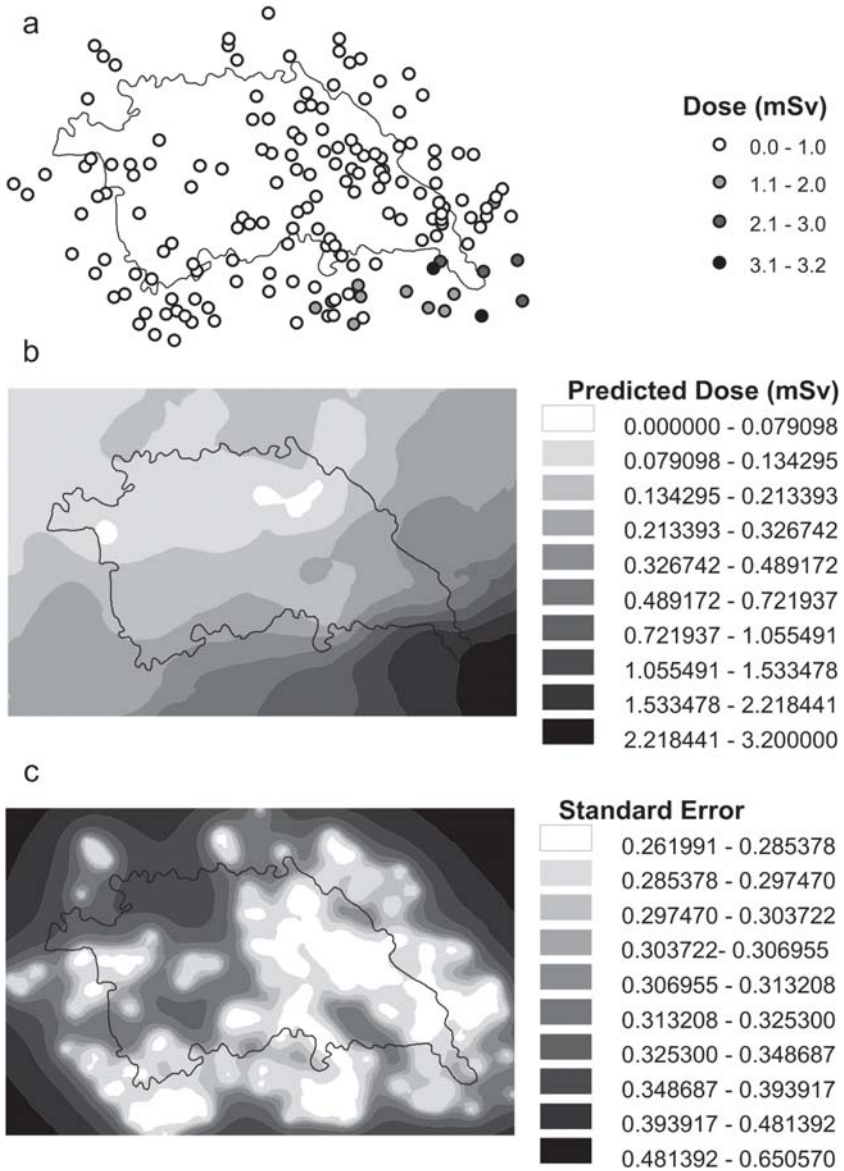 a
Dose (mSv)
0.0 - 1.0
1.1 - 2.0
2.1 - 3.0
3.1 - 3.2
b
Predicted Dose (mSv)
0.000000 - 0.079098
0.079098 - 0.134295
0.134295 - 0.213393
0.213393 - 0.326742
0.326742 - 0.489172
0.489172 - 0.721937
0.721937 - 1.055491
1.055491 - 1.533478
1.533478 - 2.218441
2.218441 - 3.200000
c
Standard Error
0.261991 - 0.285378
0.285378 - 0.297470
0.297470 - 0.303722
0.303722- 0.306955
0.306955 - 0.313208
0.313208 - 0.325300
0.325300 - 0.348687
0.348687 - 0.393917
0.393917 - 0.481392
0.481392 - 0.650570